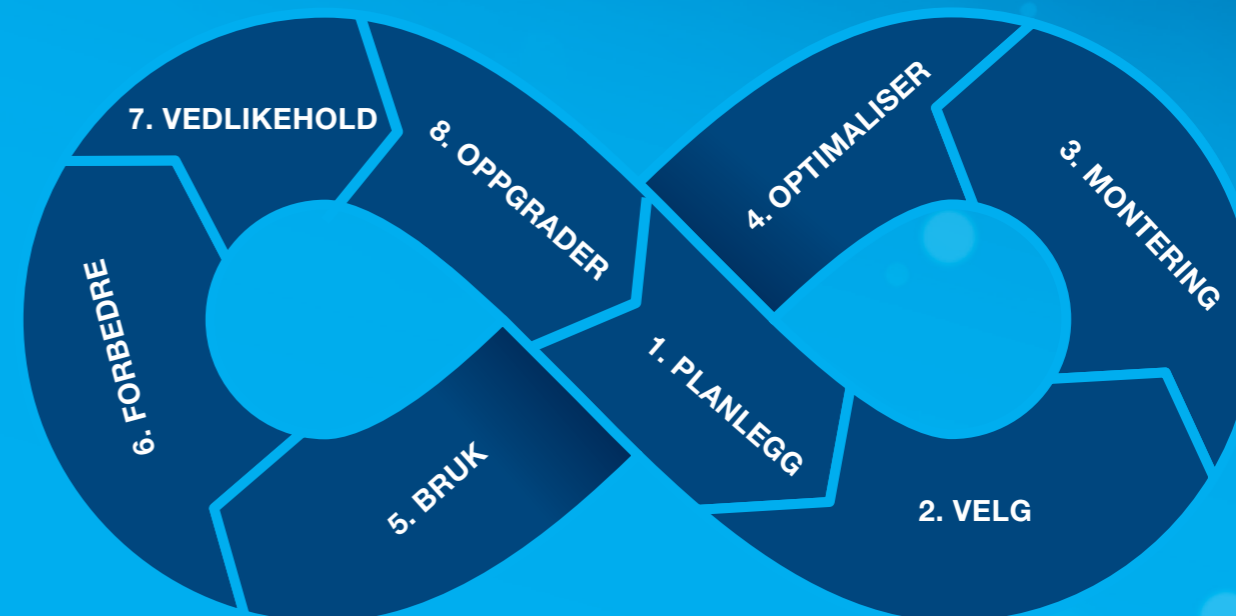 1. PLANLEGG
2. VELG
3. MONTERING
4. OPTIMALISER
5. BRUK
6. FORBEDRE
7. VEDLIKEHOLD
8. OPPGRADER